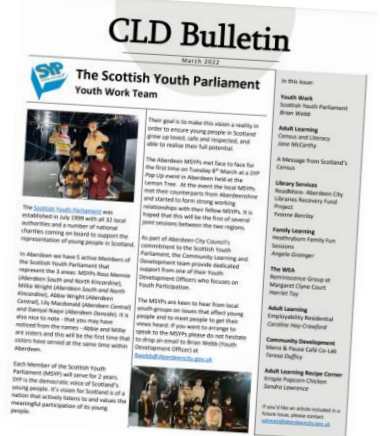 CLD Bulletin
March 2022
SYP
The Scottish Youth Parliament
Youth Work Team
The Scottish Youth Parliament was
established in July 1999 with all 32 local
authorities and a number of national
charities coming on board to support the
representation of young people in Scotland.
In Aberdeen we have 5 active Members of
the Scottish Youth Parliament that
represent the 3 areas: MSYPs Ross Mennie
(Aberdeen South and North Kincardine),
Millie Wright (Aberdeen South and North
Kincardine), Abbie Wright (Aberdeen
Central), Lily Macdonald (Aberdeen Central)
and Danyal Naqvi (Aberdeen Donside). It is
also nice to note - that you may have
noticed from the names - Abbie and Millie
are sisters and this will be the first time that
sisters have served at the same time within
Aberdeen.
Each Member of the Scottish Youth
Parliament (MSYP) will serve for 2 years.
SYP is the democratic voice of Scotland's
young people. It's vision for Scotland is of a
nation that actively listens to and values the
meaningful participation of its young
people.
Their goal is to make this vision a reality in
order to ensure young people in Scotland
grow up loved, safe and respected, and
able to realise their full potential.
The Aberdeen MSYPs met face to face for
the first time on Tuesday 8th March at a SYP
Pop Up event in Aberdeen held at the
Lemon Tree. At the event the local MSYPs
met their counterparts from Aberdeenshire
and started to form strong working
relationships with their fellow MSYPs. It is
hoped that this will be the first of several
joint sessions between the two regions.
As part of Aberdeen City Council's
commitment to the Scottish Youth
Parliament, the Community Learning and
Development team provide dedicated
support from one of their Youth
Development Officers who focuses on
Youth Participation.
The MSYPs are keen to hear from local
youth groups on issues that affect young
people and to meet people to get their
views heard. If you want to arrange to
speak to the MSYPs please do not hesitate
to drop an email to Brian Webb (Youth
Development Officer) at
Bwebb@Aberdeencity.gov.uk
In this issue:
Youth Work
Scottish Youth Parliament
Brian Webb
Adult Learning
Census and Literacy
Jane McCarthy
A Message from Scotland's
Census
Library Services
ReadMore- Aberdeen City
Libraries Recovery Fund
Project
Yvonne Barclay
Family Learning
Heathryburn Family Fun
Sessions
Angela Grainger
The WEA
Reminiscence Group at
Margaret Clyne Court
Harriet Tay
Adult Learning
Employability Residential
Caroline Hay-Crawford
Community Development
Meno & Pause Café Co-Lab
Teresa Dufficy
Adult Learning Recipe Corner
Krispie Popcorn Chicken
Sandra Lawrence
If you'd like an article included in a
future issue, please contact